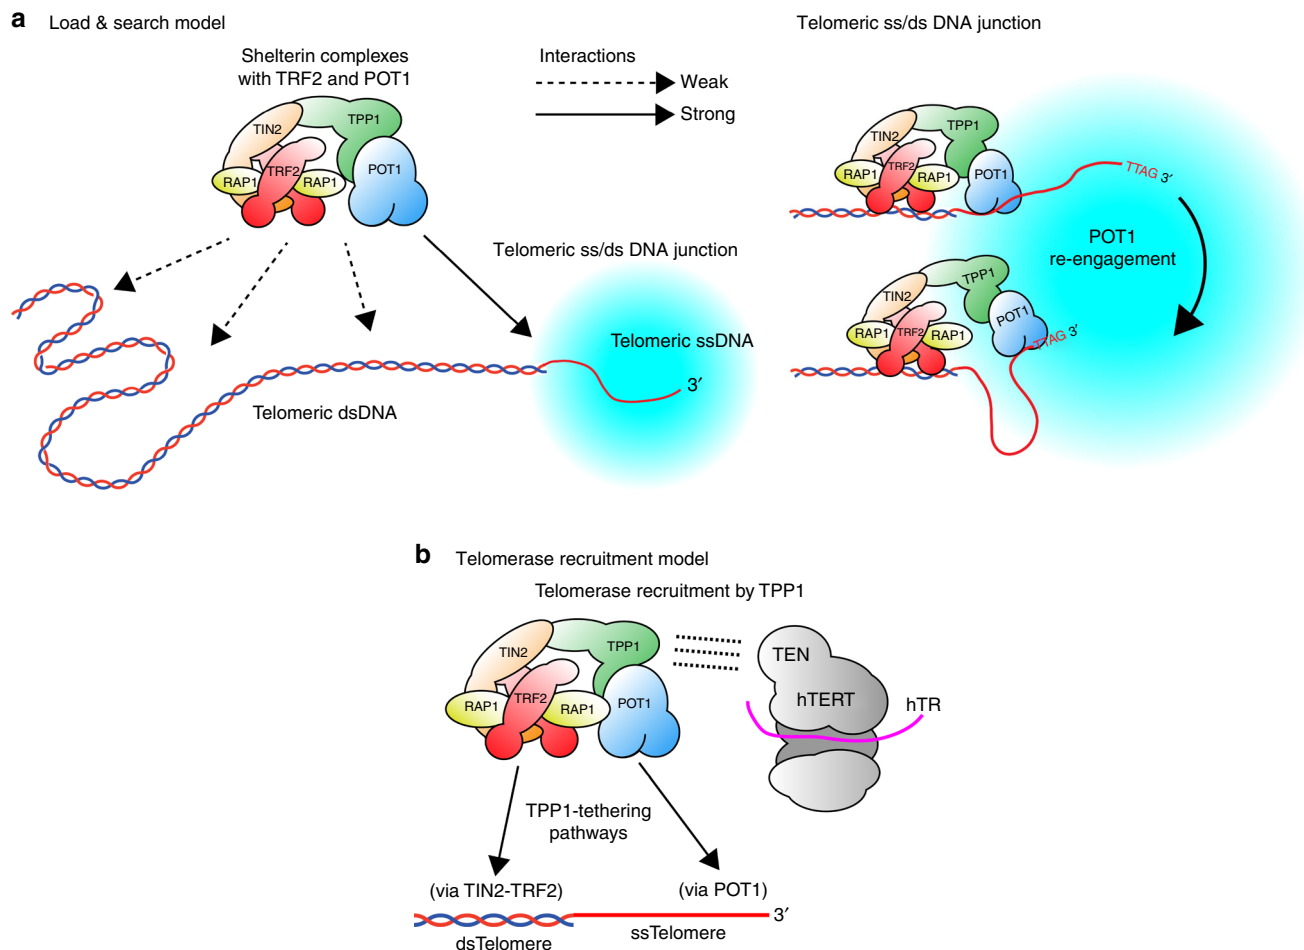 a Load & search model
Shelterin complexes
with TRF2 and POT1
Interactions
Weak
Strong
TIN2
TPP1
RAP1
TRF2
RAP1
POT1
Telomeric ss/ds DNA junction
Telomeric ssDNA
3′
Telomeric dsDNA
Telomeric ss/ds DNA junction
TIN2
TPP1
RAP1
TRF2
RAP1
POT1
TTAG 3′
POT1
re-engagement
TIN2
TPP1
RAP1
TRF2
RAP1
POT1
TTAG 3′
b Telomerase recruitment model
Telomerase recruitment by TPP1
TIN2
TPP1
RAP1
TRF2
RAP1
POT1
TEN
hTERT
hTR
TPP1-tethering
pathways
(via TIN2-TRF2)
(via POT1)
3′
dsTelomere
ssTelomere